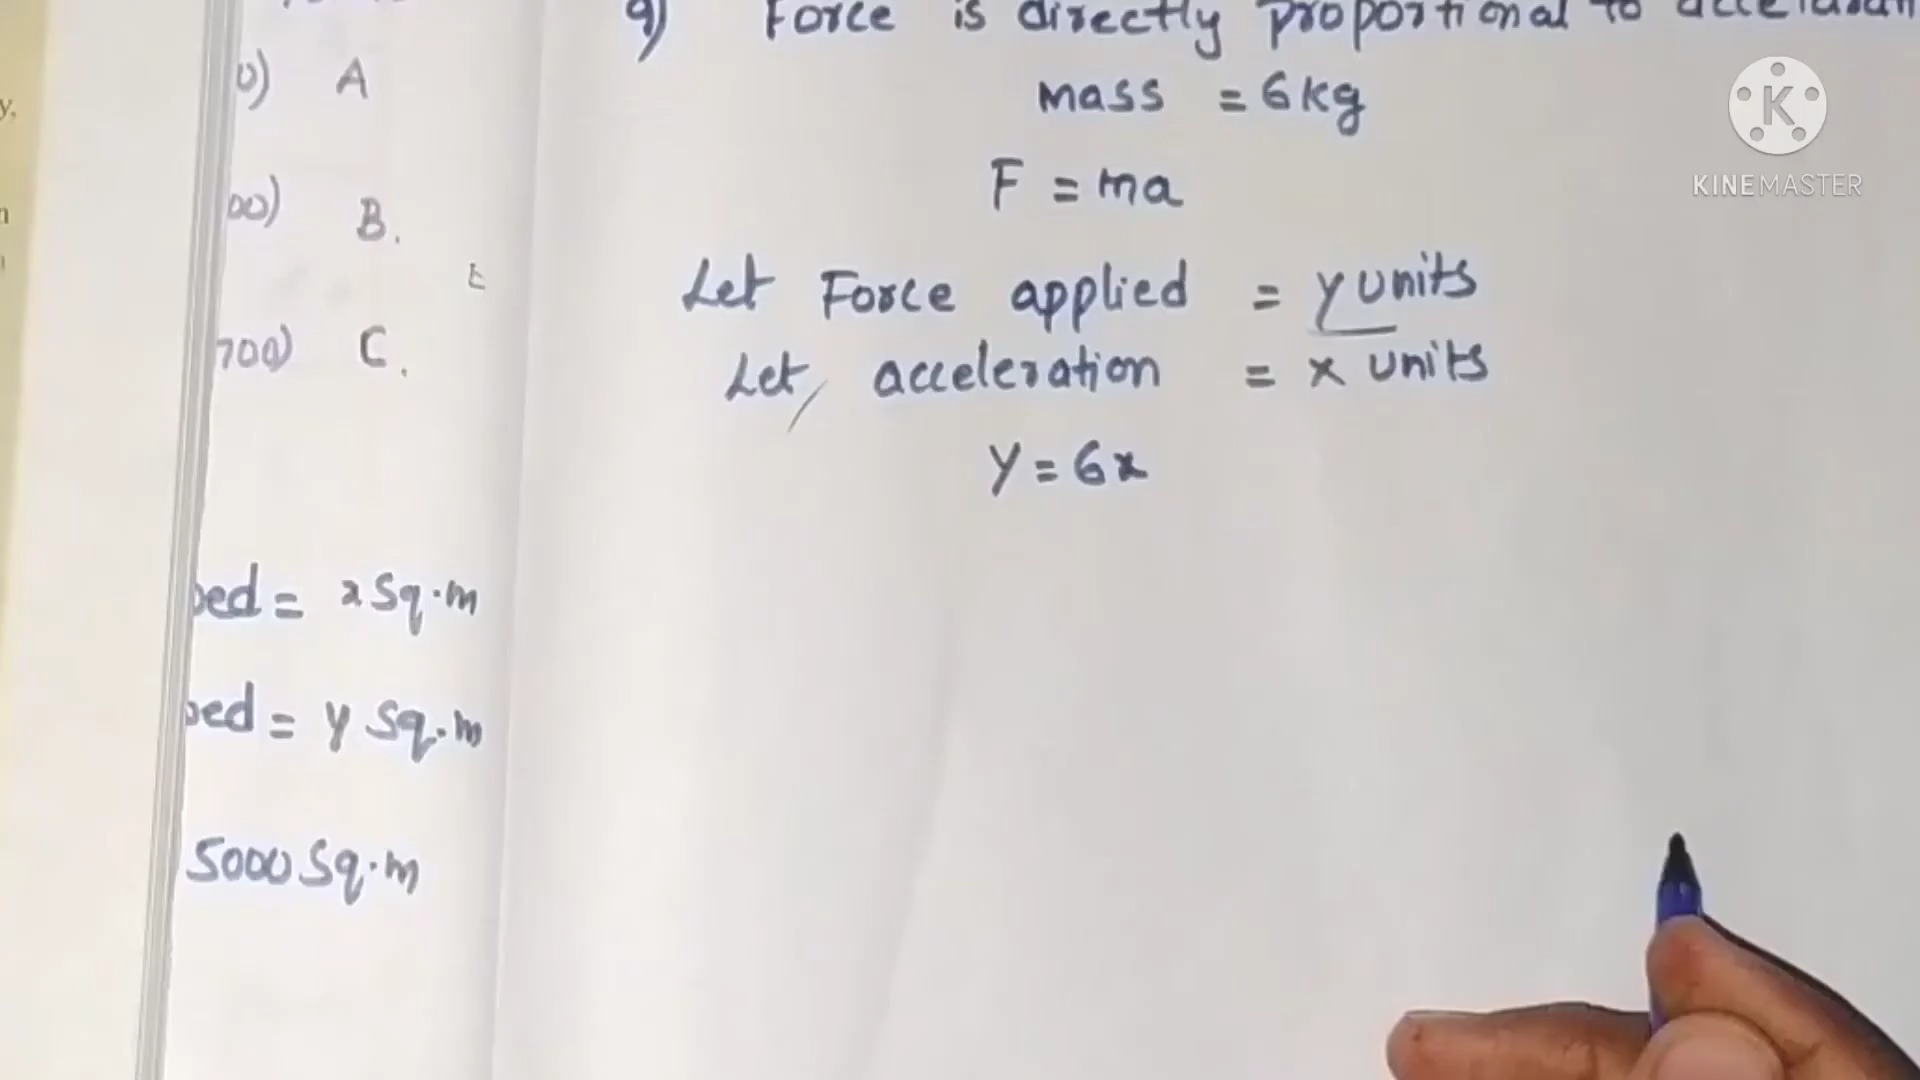 0) A
00) B.
700) C.
ped = x Sq.m
ped = y Sq.m
5000 Sq.m
9) Force is directly proportional to
mass = 6kg
F = ma
Let Force applied = y units
Let, acceleration = x units
y = 6x
KINEMASTER